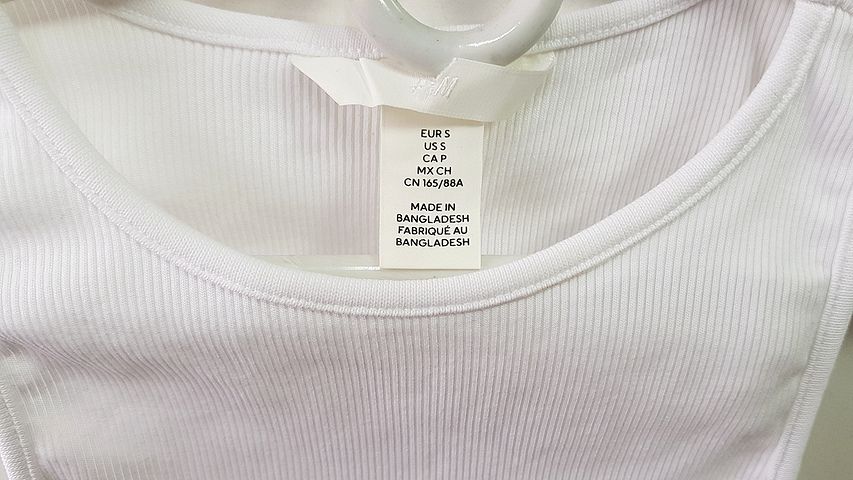 H&M
EUR S
US S
CA P
MX CH
CN 165/88A
MADE IN
BANGLADESH
FABRIQUÉ AU
BANGLADESH